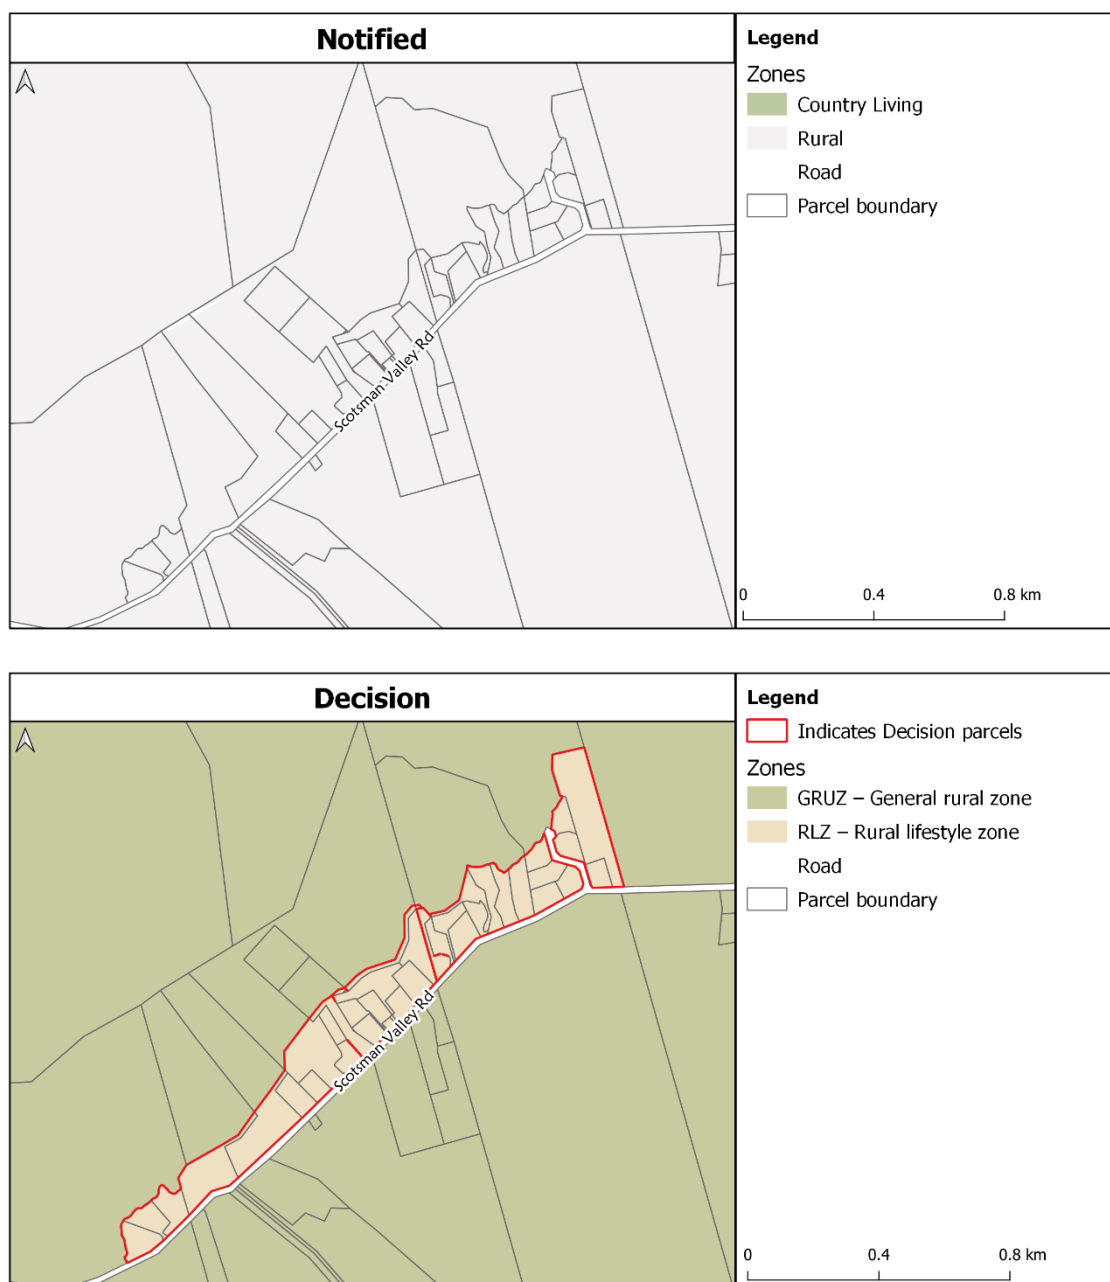 Notified
Legend
Zones
Country Living
Rural
Road
Parcel boundary
Scotsman Valley Rd
0 0.4 0.8 km
Decision
Legend
Indicates Decision parcels
Zones
GRUZ – General rural zone
RLZ – Rural lifestyle zone
Road
Parcel boundary
Scotsman Valley Rd
0 0.4 0.8 km